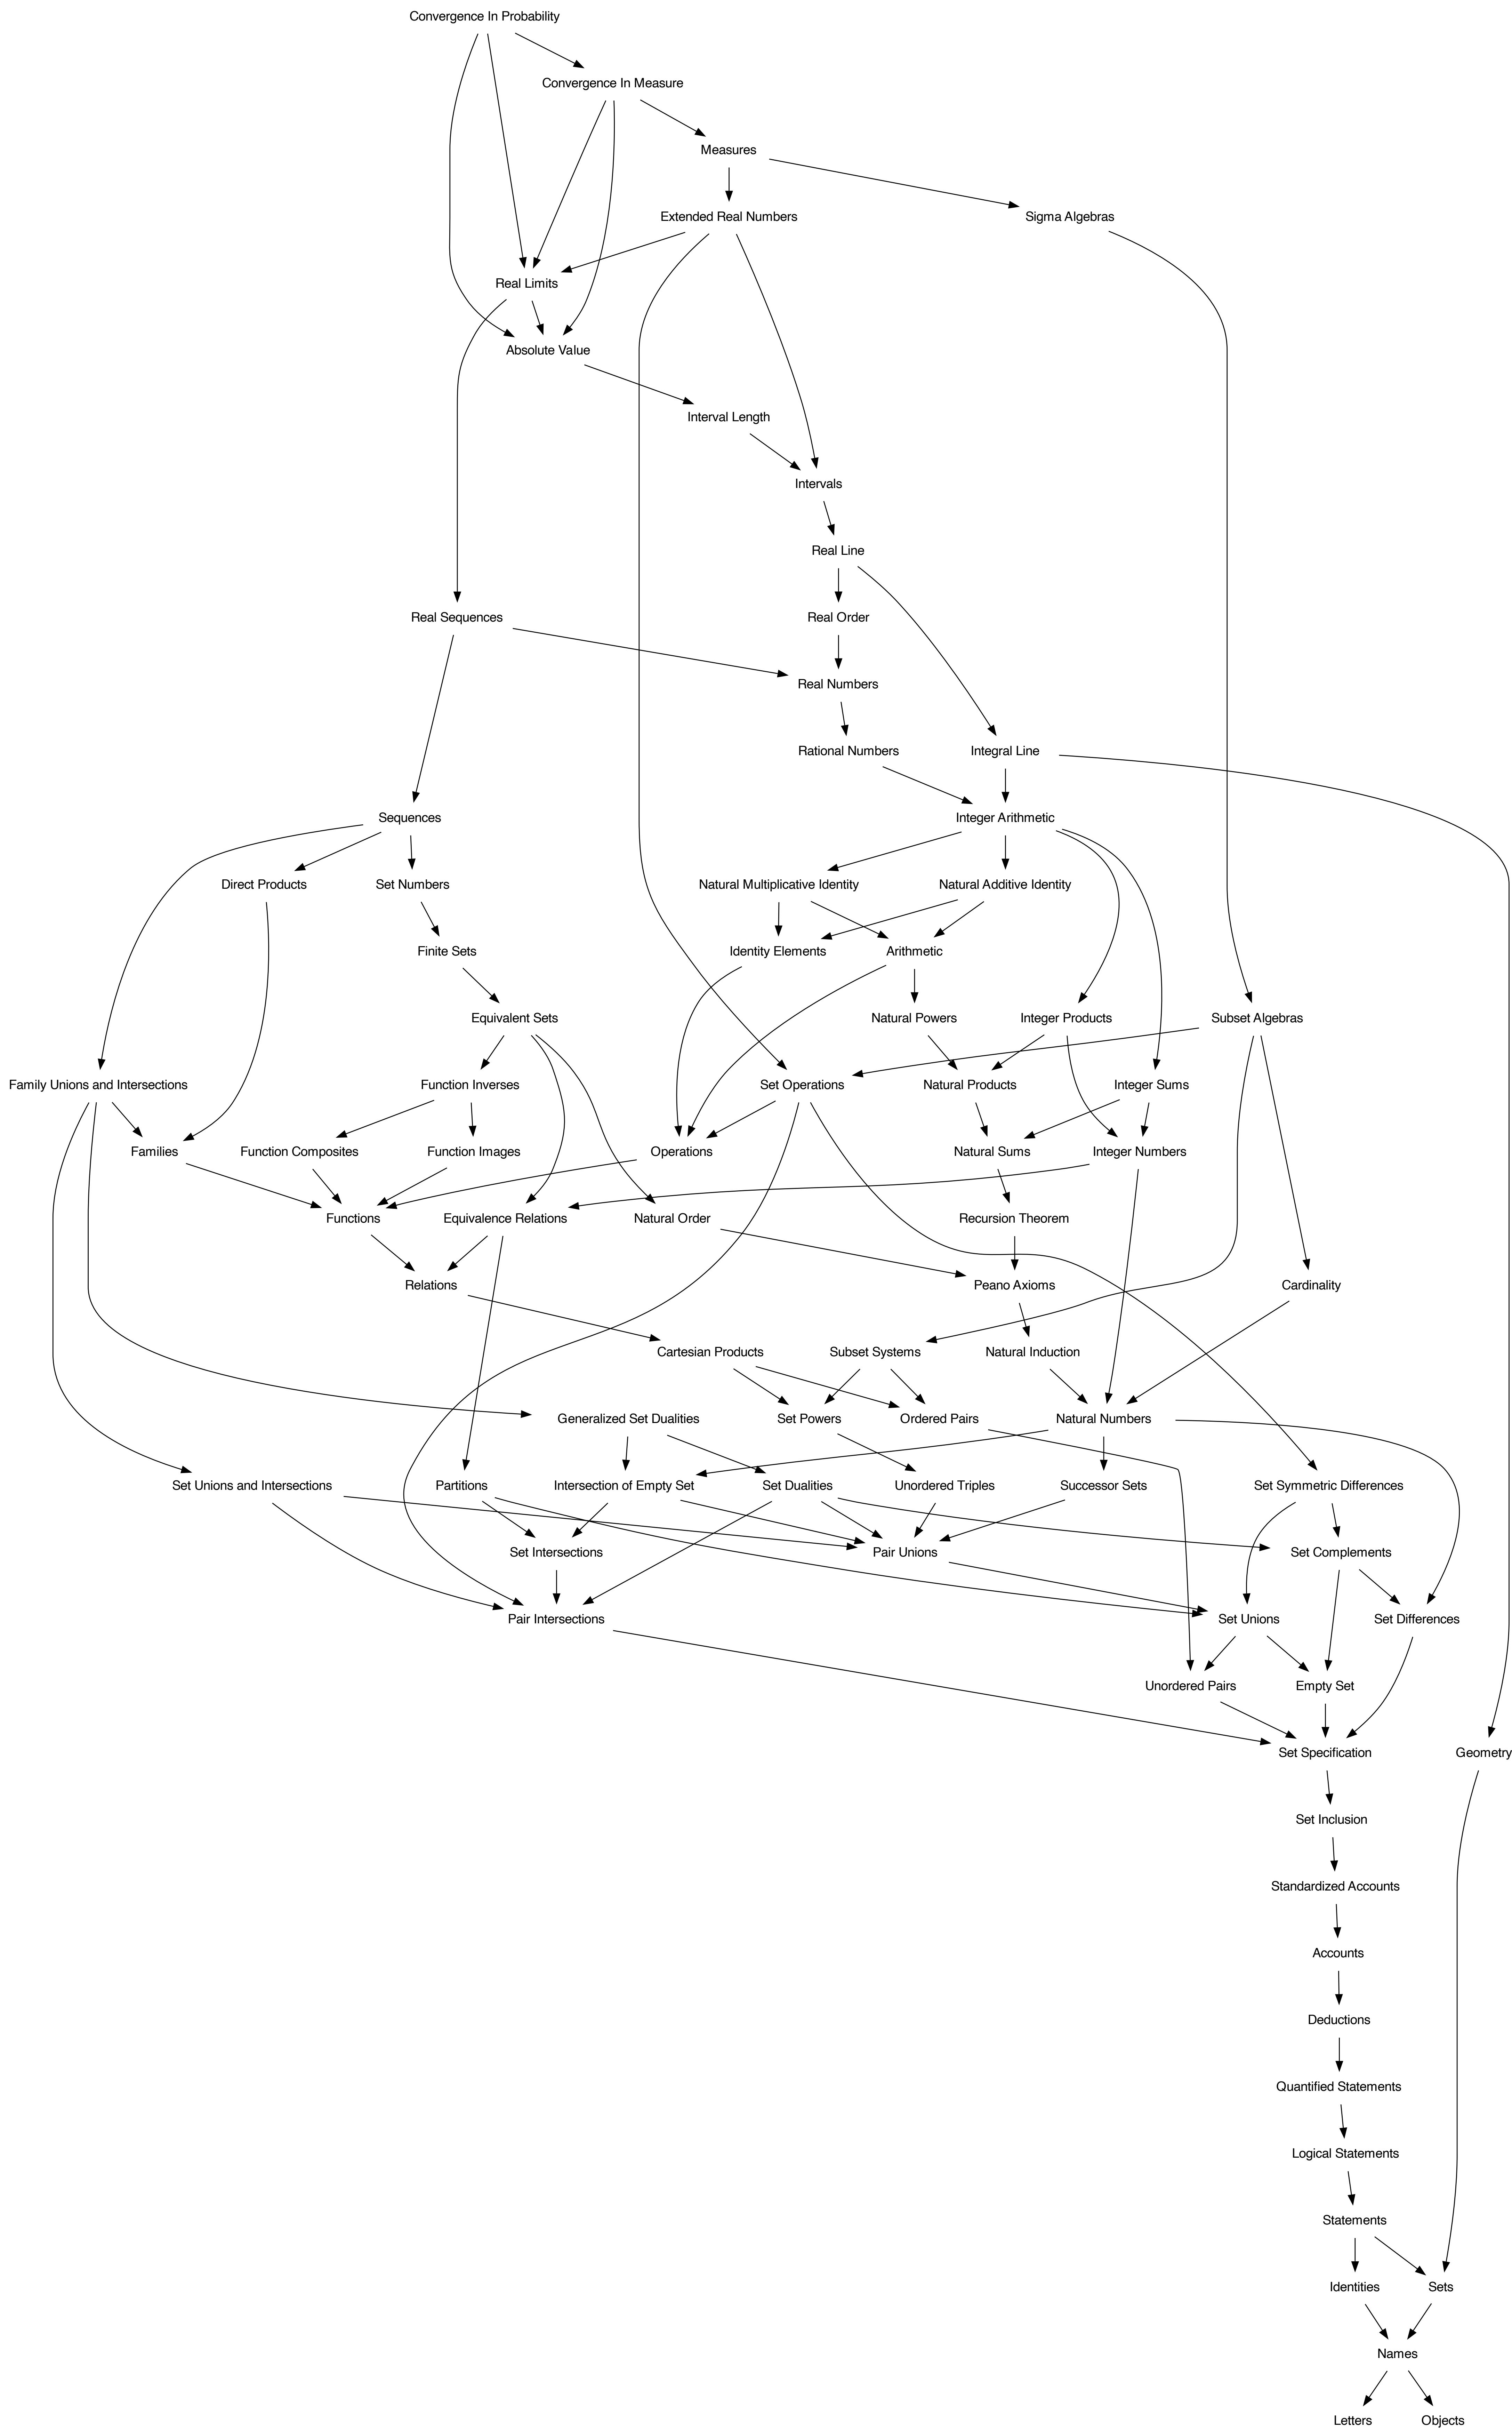 Convergence In Probability
Convergence In Measure
Measures
Extended Real Numbers
Sigma Algebras
Real Limits
Absolute Value
Interval Length
Intervals
Real Line
Real Sequences
Real Order
Real Numbers
Rational Numbers
Integral Line
Sequences
Integer Arithmetic
Direct Products
Set Numbers
Natural Multiplicative Identity
Natural Additive Identity
Finite Sets
Identity Elements
Arithmetic
Equivalent Sets
Natural Powers
Integer Products
Subset Algebras
Family Unions and Intersections
Function Inverses
Set Operations
Natural Products
Integer Sums
Families
Function Composites
Function Images
Operations
Natural Sums
Integer Numbers
Functions
Equivalence Relations
Natural Order
Recursion Theorem
Relations
Peano Axioms
Cardinality
Cartesian Products
Subset Systems
Natural Induction
Generalized Set Dualities
Set Powers
Ordered Pairs
Natural Numbers
Set Unions and Intersections
Partitions
Intersection of Empty Set
Set Dualities
Unordered Triples
Successor Sets
Set Symmetric Differences
Set Intersections
Pair Unions
Set Complements
Pair Intersections
Set Unions
Set Differences
Unordered Pairs
Empty Set
Set Specification
Geometry
Set Inclusion
Standardized Accounts
Accounts
Deductions
Quantified Statements
Logical Statements
Statements
Identities
Sets
Names
Letters
Objects